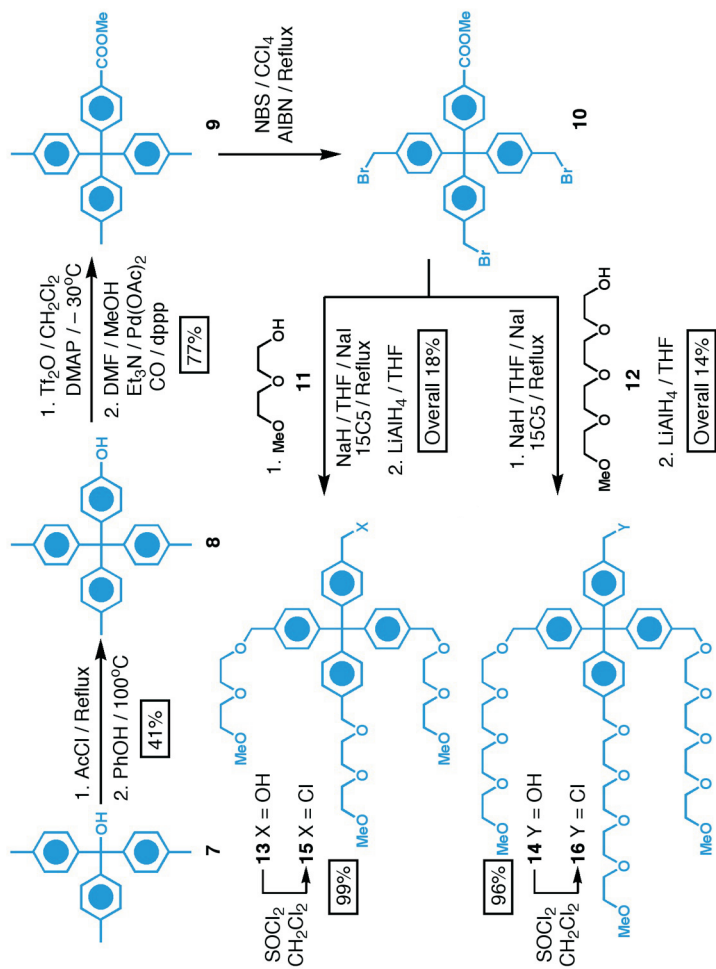 OH
7
1. AcCl / Reflux
2. PhOH / 100°C
41%
OH
8
1. Tf2O / CH2Cl2
DMAP / – 30°C
2. DMF / MeOH
Et3N / Pd(OAc)2
CO / dppp
77%
COOMe
9
NBS / CCl4
AIBN / Reflux
COOMe
Br
Br
Br
10
1. MeO O OH
11
NaH / THF / NaI
15C5 / Reflux
2. LiAlH4 / THF
Overall 18%
MeO O O
MeO O O
MeO O O
X
13 X = OH
15 X = Cl
SOCl2
CH2Cl2
99%
1. NaH / THF / NaI
15C5 / Reflux
MeO O O O OH
12
2. LiAlH4 / THF
Overall 14%
MeO O O O O
MeO O O O O
MeO O O O O
Y
14 Y = OH
16 Y = Cl
SOCl2
CH2Cl2
96%